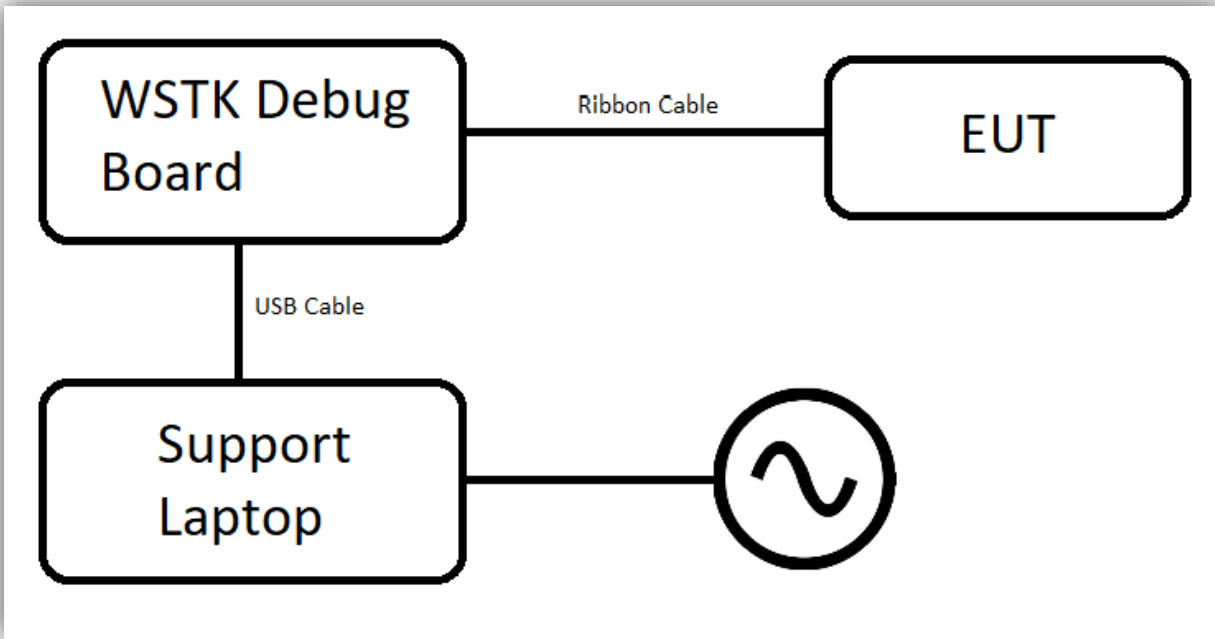 WSTK Debug
Board
Ribbon Cable
EUT
USB Cable
Support
Laptop